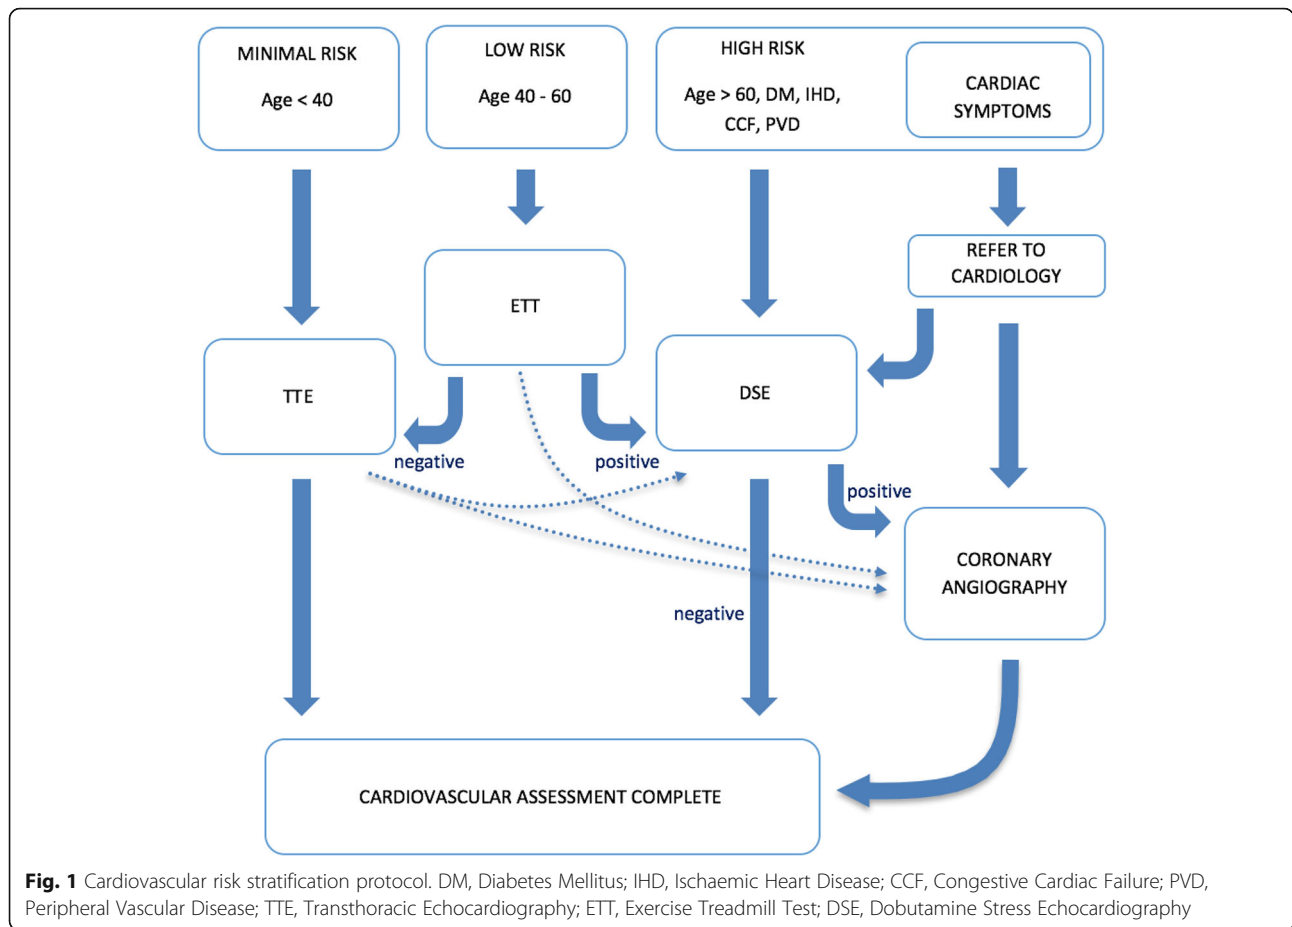 MINIMAL RISK
Age < 40
LOW RISK
Age 40 - 60
HIGH RISK
Age > 60, DM, IHD,
CCF, PVD
CARDIAC
SYMPTOMS
REFER TO
CARDIOLOGY
ETT
TTE
DSE
negative
positive
positive
CORONARY
ANGIOGRAPHY
negative
CARDIOVASCULAR ASSESSMENT COMPLETE
Fig. 1 Cardiovascular risk stratification protocol. DM, Diabetes Mellitus; IHD, Ischaemic Heart Disease; CCF, Congestive Cardiac Failure; PVD,
Peripheral Vascular Disease; TTE, Transthoracic Echocardiography; ETT, Exercise Treadmill Test; DSE, Dobutamine Stress Echocardiography